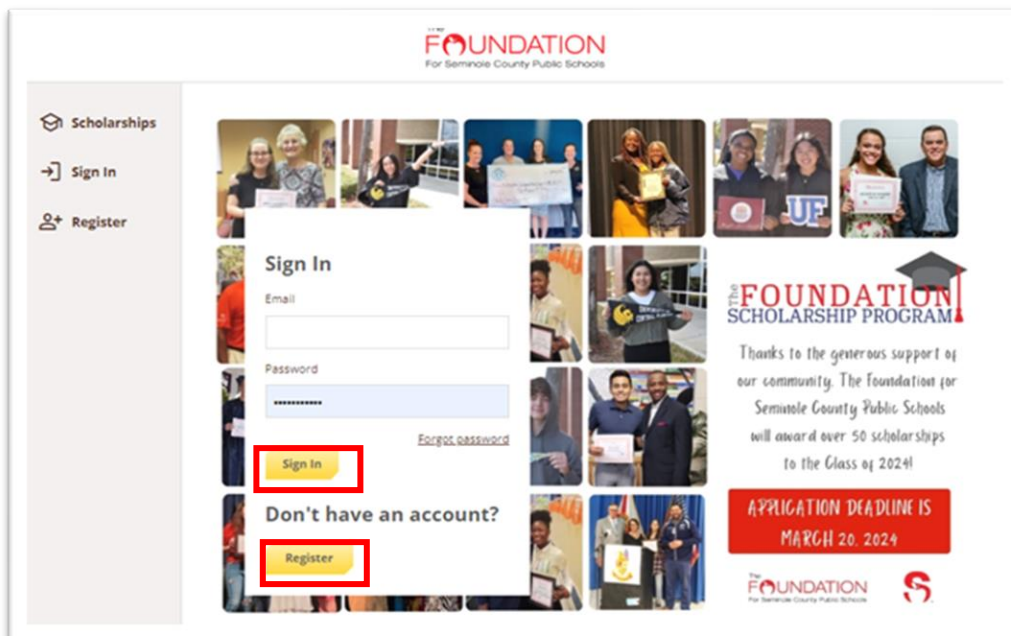 The
FOUNDATION
For Seminole County Public Schools
Scholarships
Sign In
Register
Sign In
Email
Password
Forgot password
Sign In
Don't have an account?
Register
UF
The FOUNDATION
SCHOLARSHIP PROGRAM
Thanks to the generous support of
our community, The Foundation for
Seminole County Public Schools
will award over 50 scholarships
to the Class of 2024!
APPLICATION DEADLINE IS
MARCH 20, 2024
The
FOUNDATION
For Seminole County Public Schools
S